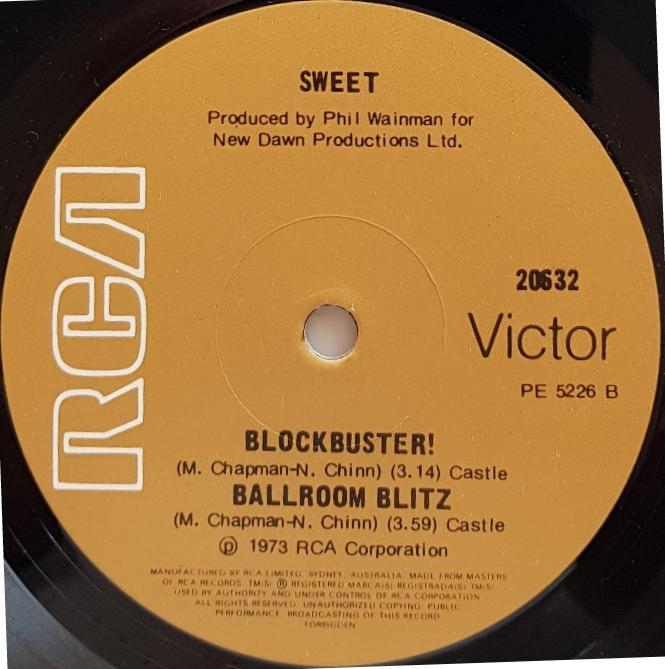 SWEET
Produced by Phil Wainman for
New Dawn Productions Ltd.
RCA
20632
Victor
PE 5226 B
BLOCKBUSTER!
(M. Chapman-N. Chinn) (3.14) Castle
BALLROOM BLITZ
(M. Chapman-N. Chinn) (3.59) Castle
℗ 1973 RCA Corporation
MANUFACTURED BY RCA LIMITED, SYDNEY, AUSTRALIA. MADE FROM MASTERS
OF RCA RECORDS. TM(S) ® REGISTERED MARCA(S) REGISTRADA(S) TM(S)
USED BY AUTHORITY AND UNDER CONTROL OF RCA CORPORATION
ALL RIGHTS RESERVED. UNAUTHORIZED COPYING, PUBLIC
PERFORMANCE, BROADCASTING OF THIS RECORD
FORBIDDEN